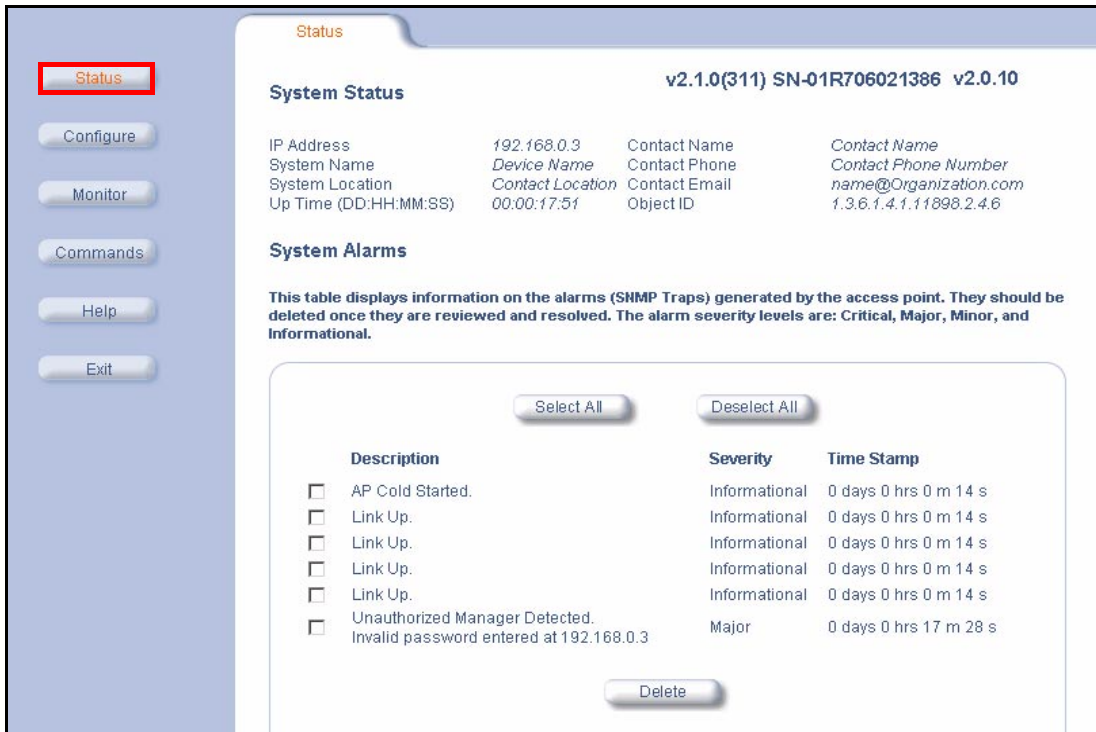 Status
Status
Configure
Monitor
Commands
Help
Exit
System Status
v2.1.0(311) SN-01R706021386 v2.0.10
IP Address 192.168.0.3 Contact Name Contact Name
System Name Device Name Contact Phone Contact Phone Number
System Location Contact Location Contact Email name@Organization.com
Up Time (DD:HH:MM:SS) 00:00:17:51 Object ID 1.3.6.1.4.1.11898.2.4.6
System Alarms
This table displays information on the alarms (SNMP Traps) generated by the access point. They should be
deleted once they are reviewed and resolved. The alarm severity levels are: Critical, Major, Minor, and
Informational.
Select All Deselect All
Description Severity Time Stamp
AP Cold Started. Informational 0 days 0 hrs 0 m 14 s
Link Up. Informational 0 days 0 hrs 0 m 14 s
Link Up. Informational 0 days 0 hrs 0 m 14 s
Link Up. Informational 0 days 0 hrs 0 m 14 s
Link Up. Informational 0 days 0 hrs 0 m 14 s
Unauthorized Manager Detected.
Invalid password entered at 192.168.0.3 Major 0 days 0 hrs 17 m 28 s
Delete